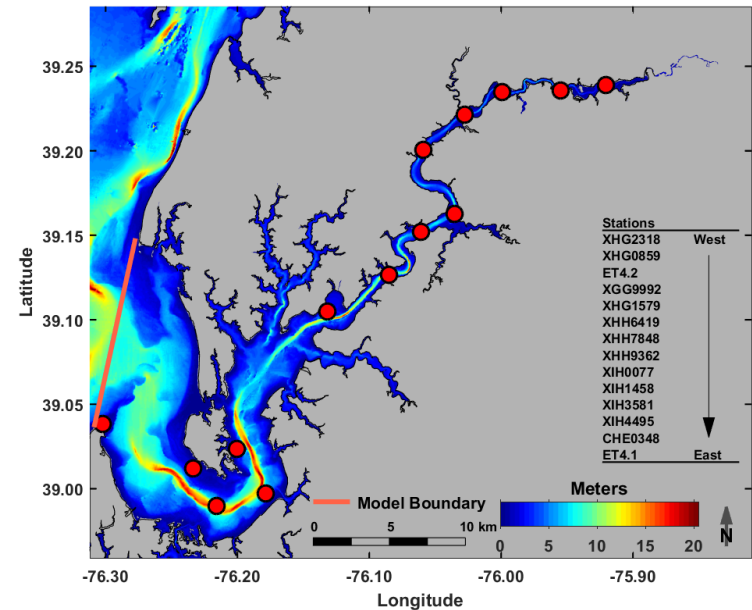 39.25
39.20
39.15
39.10
39.05
39.00
Latitude
Stations
XHG2318 West
XHG0859
ET4.2
XGG9992
XHG1579
XHH6419
XHH7848
XHH9362
XIH0077
XIH1458
XIH3581
XIH4495
CHE0348
ET4.1 East
Model Boundary
0 5 10 km
Meters
0 5 10 15 20
N
-76.30 -76.20 -76.10 -76.00 -75.90
Longitude